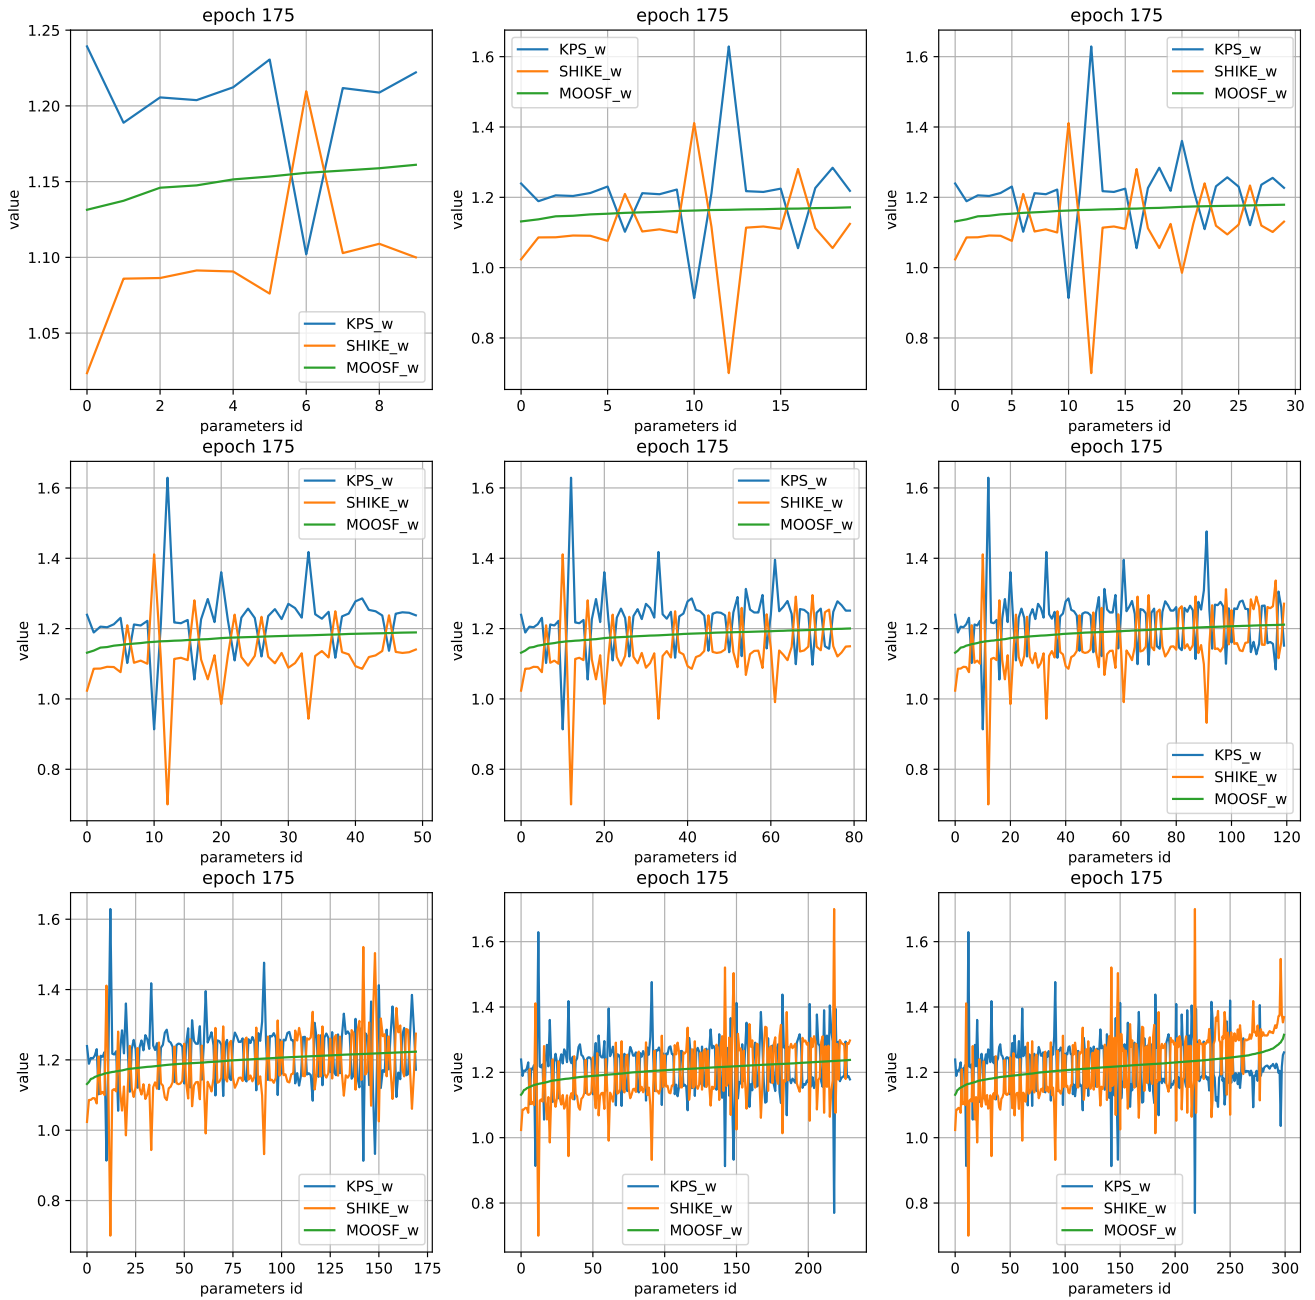 epoch 175
value
1.25
1.20
1.15
1.10
1.05
KPS_w
SHIKE_w
MOOSF_w
0 2 4 6 8
parameters id
epoch 175
value
1.6
1.4
1.2
1.0
0.8
KPS_w
SHIKE_w
MOOSF_w
0 5 10 15
parameters id
epoch 175
value
1.6
1.4
1.2
1.0
0.8
KPS_w
SHIKE_w
MOOSF_w
0 5 10 15 20 25 30
parameters id
epoch 175
value
1.6
1.4
1.2
1.0
0.8
KPS_w
SHIKE_w
MOOSF_w
0 10 20 30 40 50
parameters id
epoch 175
value
1.6
1.4
1.2
1.0
0.8
KPS_w
SHIKE_w
MOOSF_w
0 20 40 60 80
parameters id
epoch 175
value
1.6
1.4
1.2
1.0
0.8
KPS_w
SHIKE_w
MOOSF_w
0 20 40 60 80 100 120
parameters id
epoch 175
value
1.6
1.4
1.2
1.0
0.8
KPS_w
SHIKE_w
MOOSF_w
0 25 50 75 100 125 150 175
parameters id
epoch 175
value
1.6
1.4
1.2
1.0
0.8
KPS_w
SHIKE_w
MOOSF_w
0 50 100 150 200
parameters id
epoch 175
value
1.6
1.4
1.2
1.0
0.8
KPS_w
SHIKE_w
MOOSF_w
0 50 100 150 200 250 300
parameters id